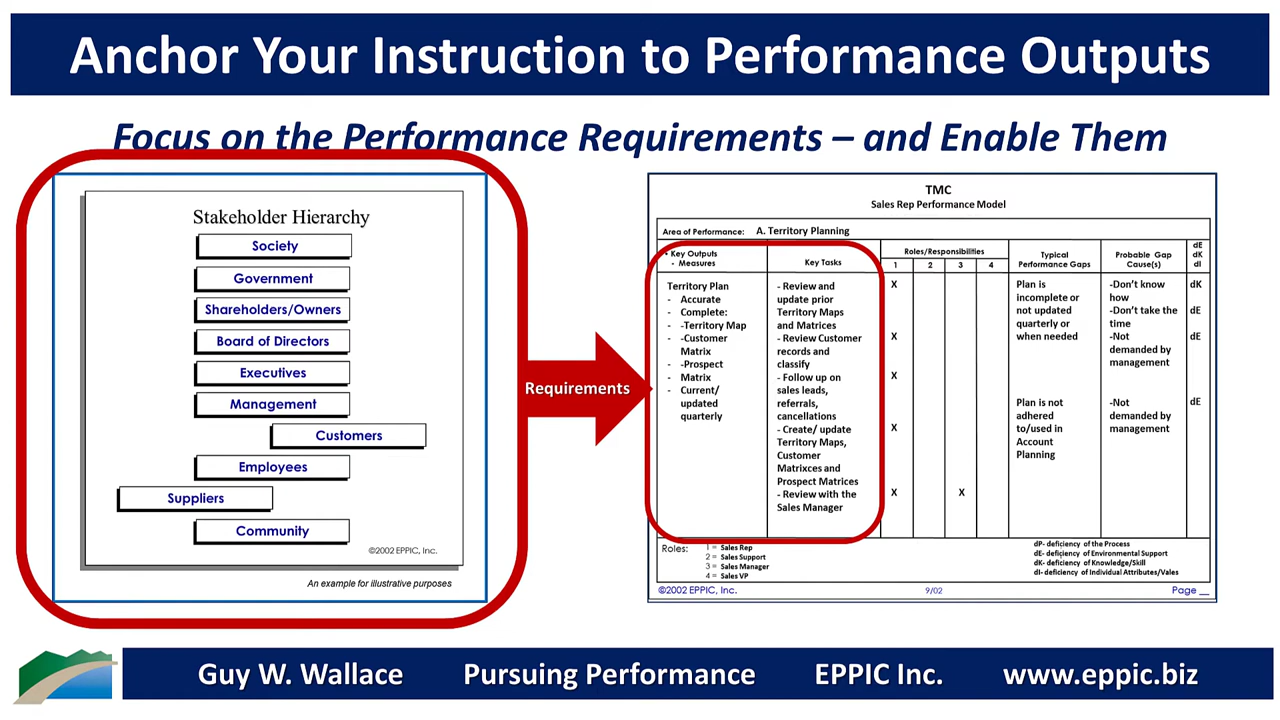 Anchor Your Instruction to Performance Outputs
Focus on the Performance Requirements – and Enable Them
Stakeholder Hierarchy
Society
Government
Shareholders/Owners
Board of Directors
Executives
Management
Customers
Employees
Suppliers
Community
©2002 EPPIC, Inc.
An example for illustrative purposes
Requirements
TMC
Sales Rep Performance Model
Area of Performance: A. Territory Planning
Key Outputs
- Measures
Key Tasks
Roles/Responsibilities
1 2 3 4
Typical
Performance Gaps
Probable Gap
Cause(s)
dE
dK
dI
Territory Plan
- Accurate
- Complete:
- -Territory Map
- -Customer
Matrix
- -Prospect
- Matrix
- Current/
updated
quarterly
- Review and
update prior
Territory Maps
and Matrices
- Review Customer
records and
classify
- Follow up on
sales leads,
referrals,
cancellations
- Create/ update
Territory Maps,
Customer
Matrixces and
Prospect Matrices
- Review with the
Sales Manager
X
X
X
X
X X
Plan is
incomplete or
not updated
quarterly or
when needed
Plan is not
adhered
to/used in
Account
Planning
-Don’t know
how
-Don’t take the
time
-Not
demanded by
management
-Not
demanded by
management
dK
dE
dE
dE
Roles:
1 = Sales Rep
2 = Sales Support
3 = Sales Manager
4 = Sales VP
dP- deficiency of the Process
dE- deficiency of Environmental Support
dK- deficiency of Knowledge/Skill
dI- deficiency of Individual Attributes/Vales
©2002 EPPIC, Inc. 9/02 Page __
Guy W. Wallace Pursuing Performance EPPIC Inc. www.eppic.biz